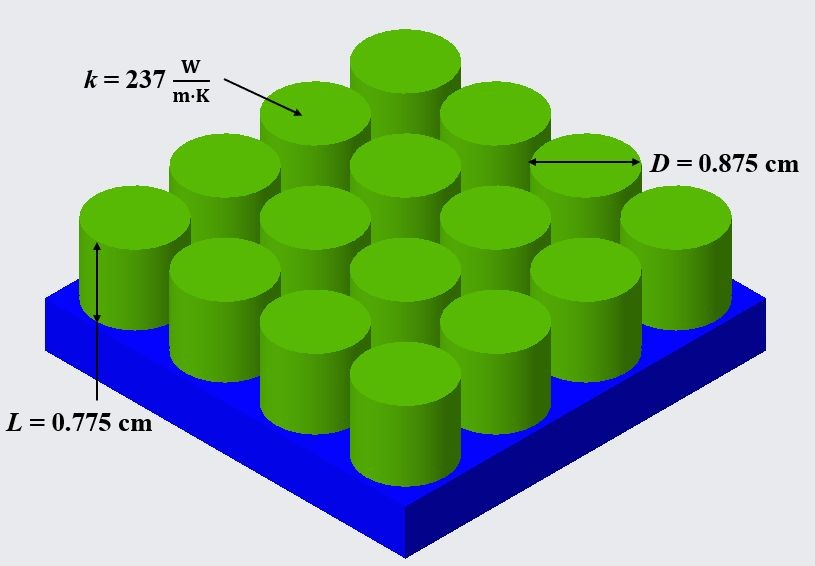 k = 237 W/m·K
D = 0.875 cm
L = 0.775 cm